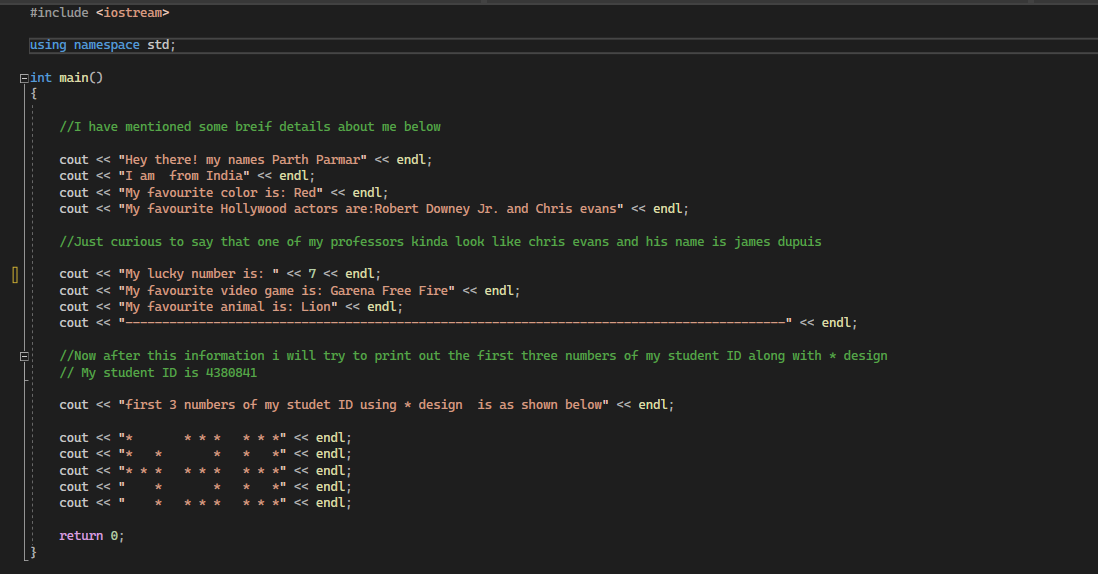 #include <iostream>
using namespace std;
int main()
{
//I have mentioned some breif details about me below
cout << "Hey there! my names Parth Parmar" << endl;
cout << "I am  from India" << endl;
cout << "My favourite color is: Red" << endl;
cout << "My favourite Hollywood actors are:Robert Downey Jr. and Chris evans" << endl;
//Just curious to say that one of my professors kinda look like chris evans and his name is james dupuis
cout << "My lucky number is: " << 7 << endl;
cout << "My favourite video game is: Garena Free Fire" << endl;
cout << "My favourite animal is: Lion" << endl;
cout << "------------------------------------------------------------------------------------------" << endl;
//Now after this information i will try to print out the first three numbers of my student ID along with * design
// My student ID is 4380841
cout << "first 3 numbers of my studet ID using * design  is as shown below" << endl;
cout << "*       * * *   * * *" << endl;
cout << "*   *       *   *   *" << endl;
cout << "* * *   * * *   * * *" << endl;
cout << "    *       *   *   *" << endl;
cout << "    *   * * *   * * *" << endl;
return 0;
}